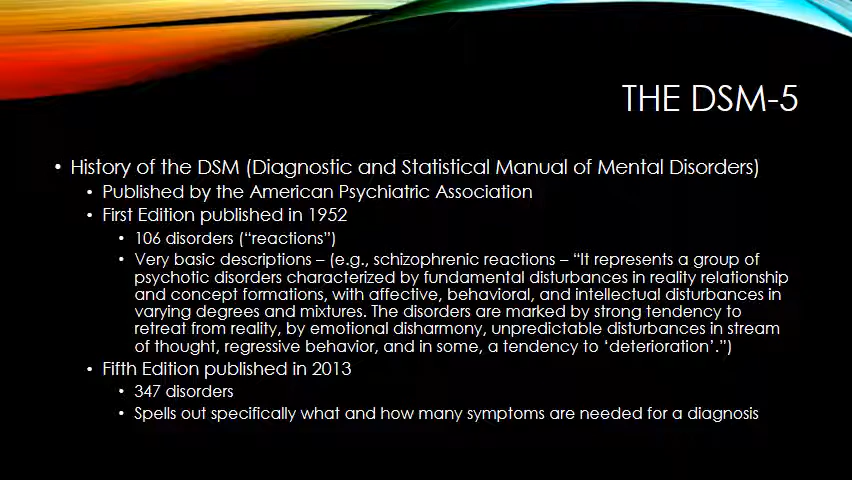 THE DSM-5
• History of the DSM (Diagnostic and Statistical Manual of Mental Disorders)
• Published by the American Psychiatric Association
• First Edition published in 1952
• 106 disorders (“reactions”)
• Very basic descriptions – (e.g., schizophrenic reactions – “It represents a group of
psychotic disorders characterized by fundamental disturbances in reality relationship
and concept formations, with affective, behavioral, and intellectual disturbances in
varying degrees and mixtures. The disorders are marked by strong tendency to
retreat from reality, by emotional disharmony, unpredictable disturbances in stream
of thought, regressive behavior, and in some, a tendency to ‘deterioration’.”)
• Fifth Edition published in 2013
• 347 disorders
• Spells out specifically what and how many symptoms are needed for a diagnosis